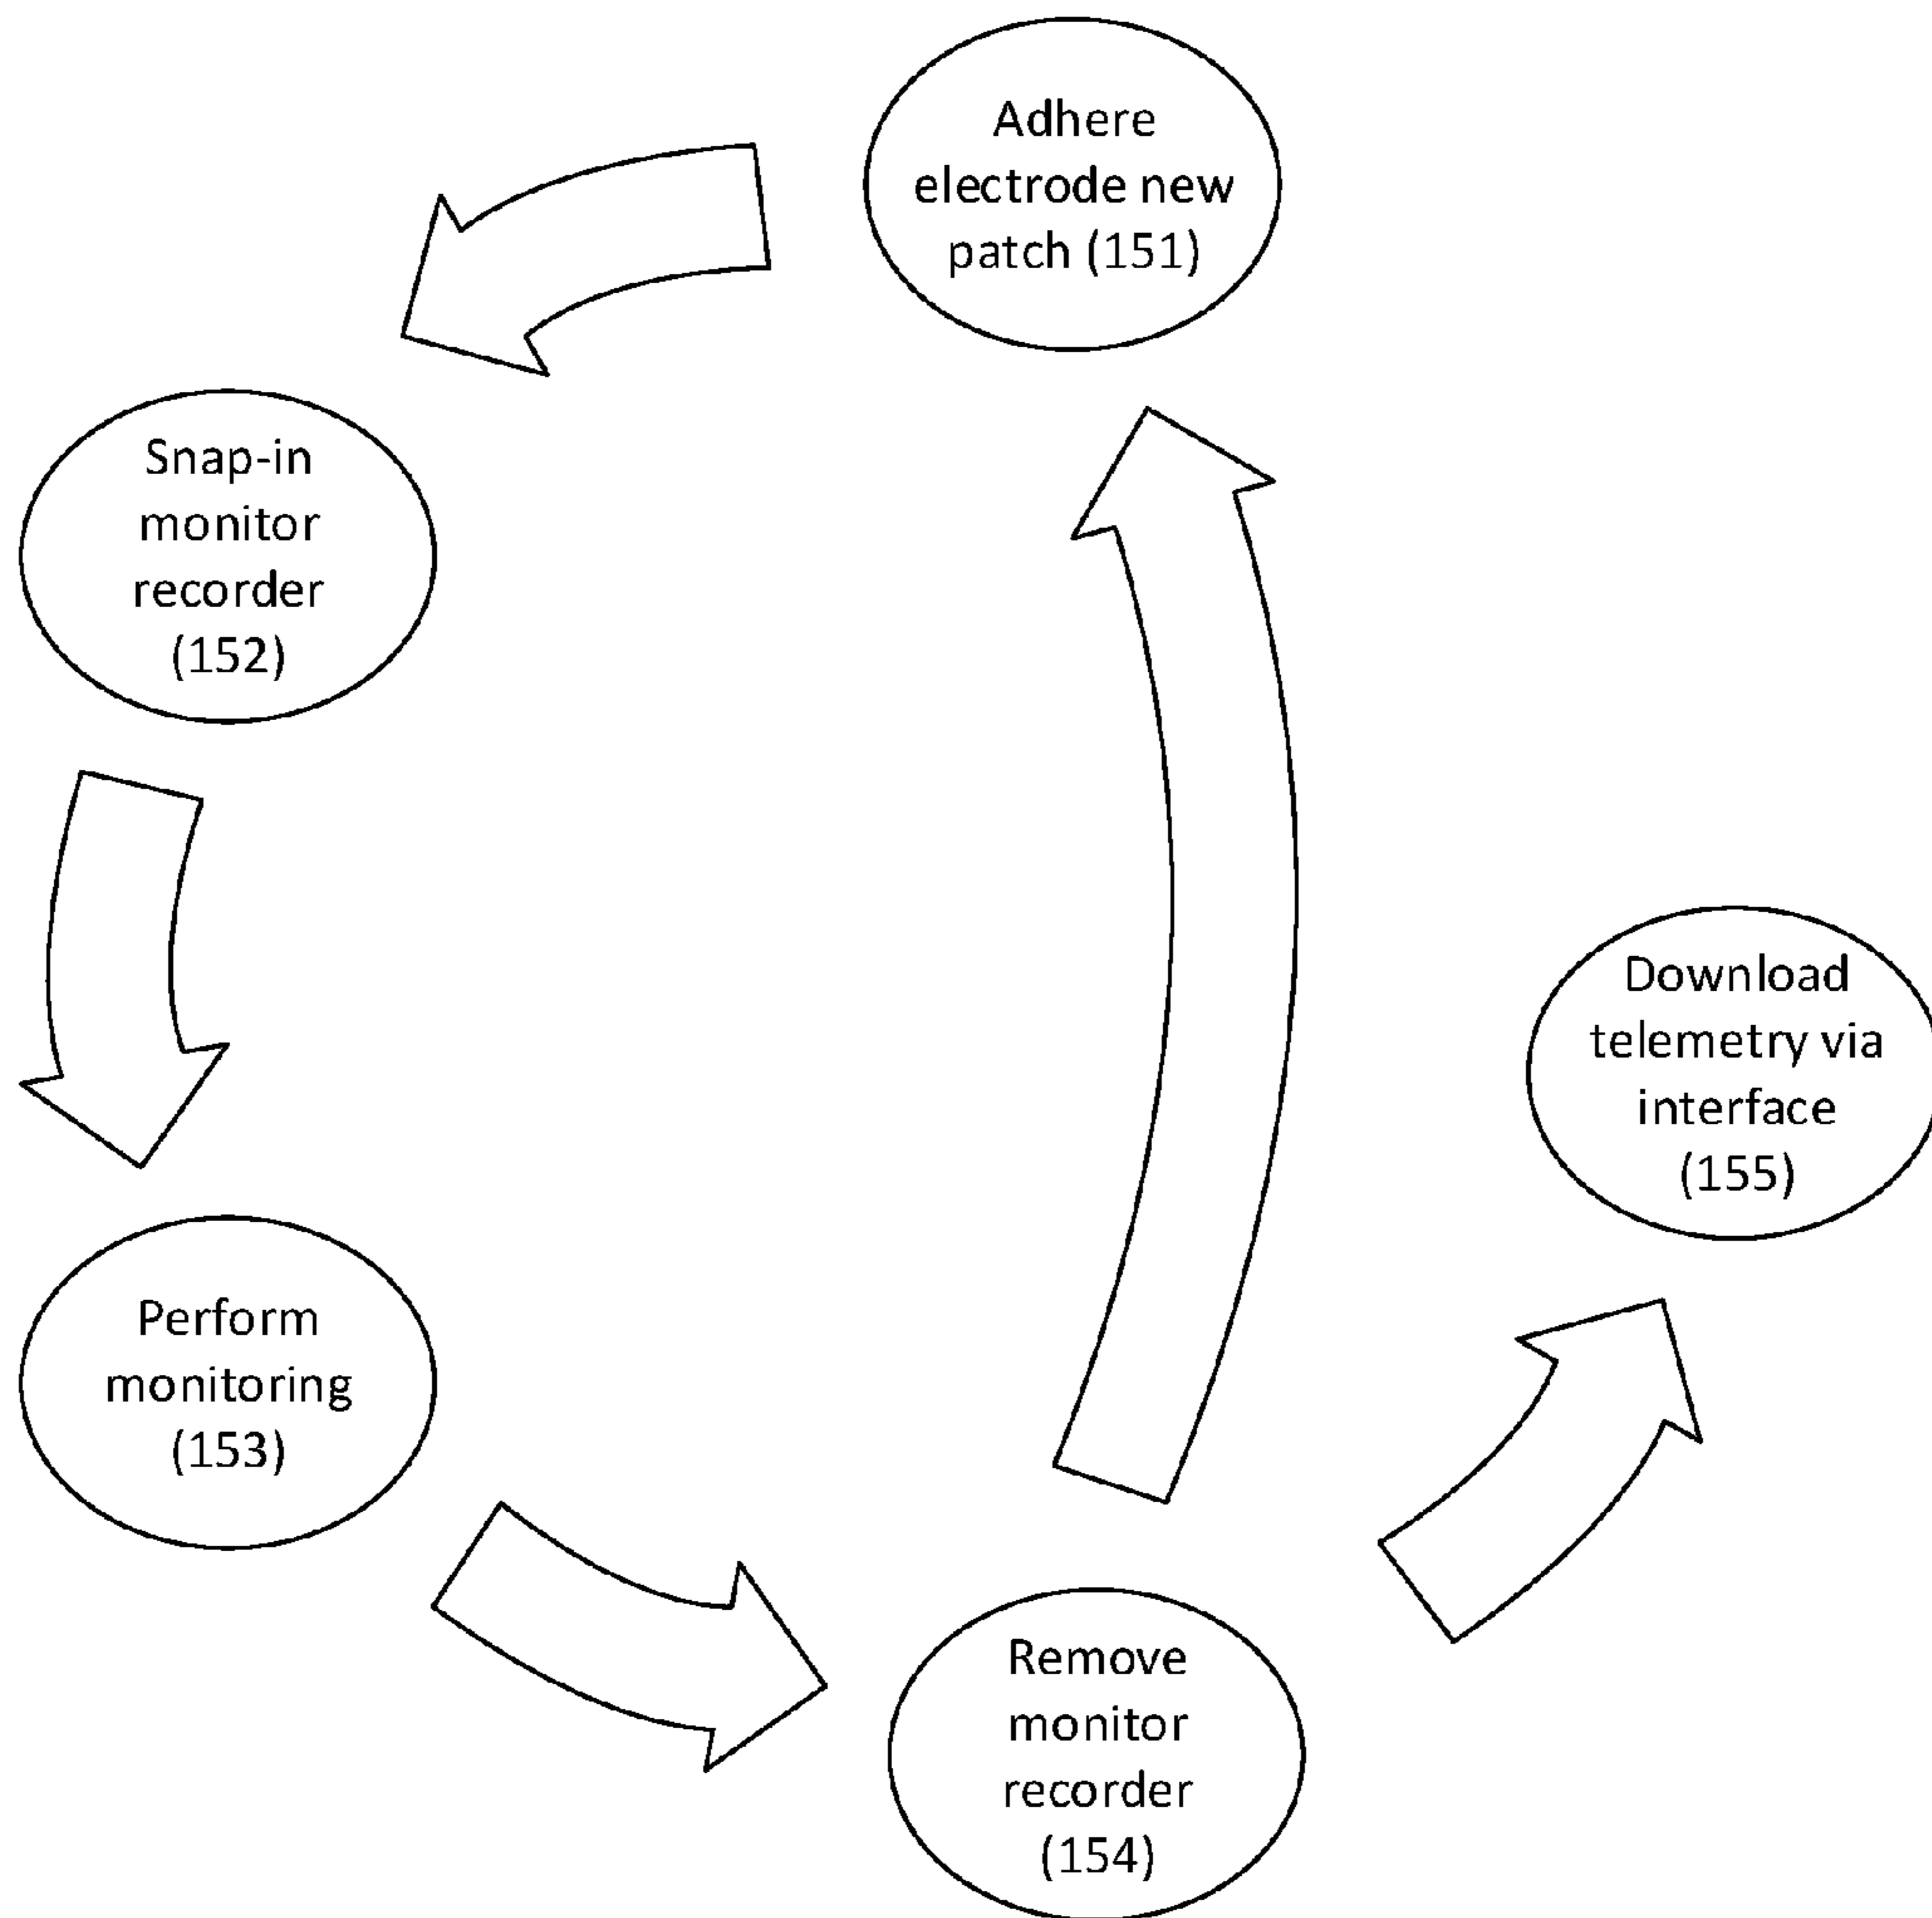 Adhere
electrode new
patch (151)
Snap-in
monitor
recorder
(152)
Perform
monitoring
(153)
Remove
monitor
recorder
(154)
Download
telemetry via
interface
(155)